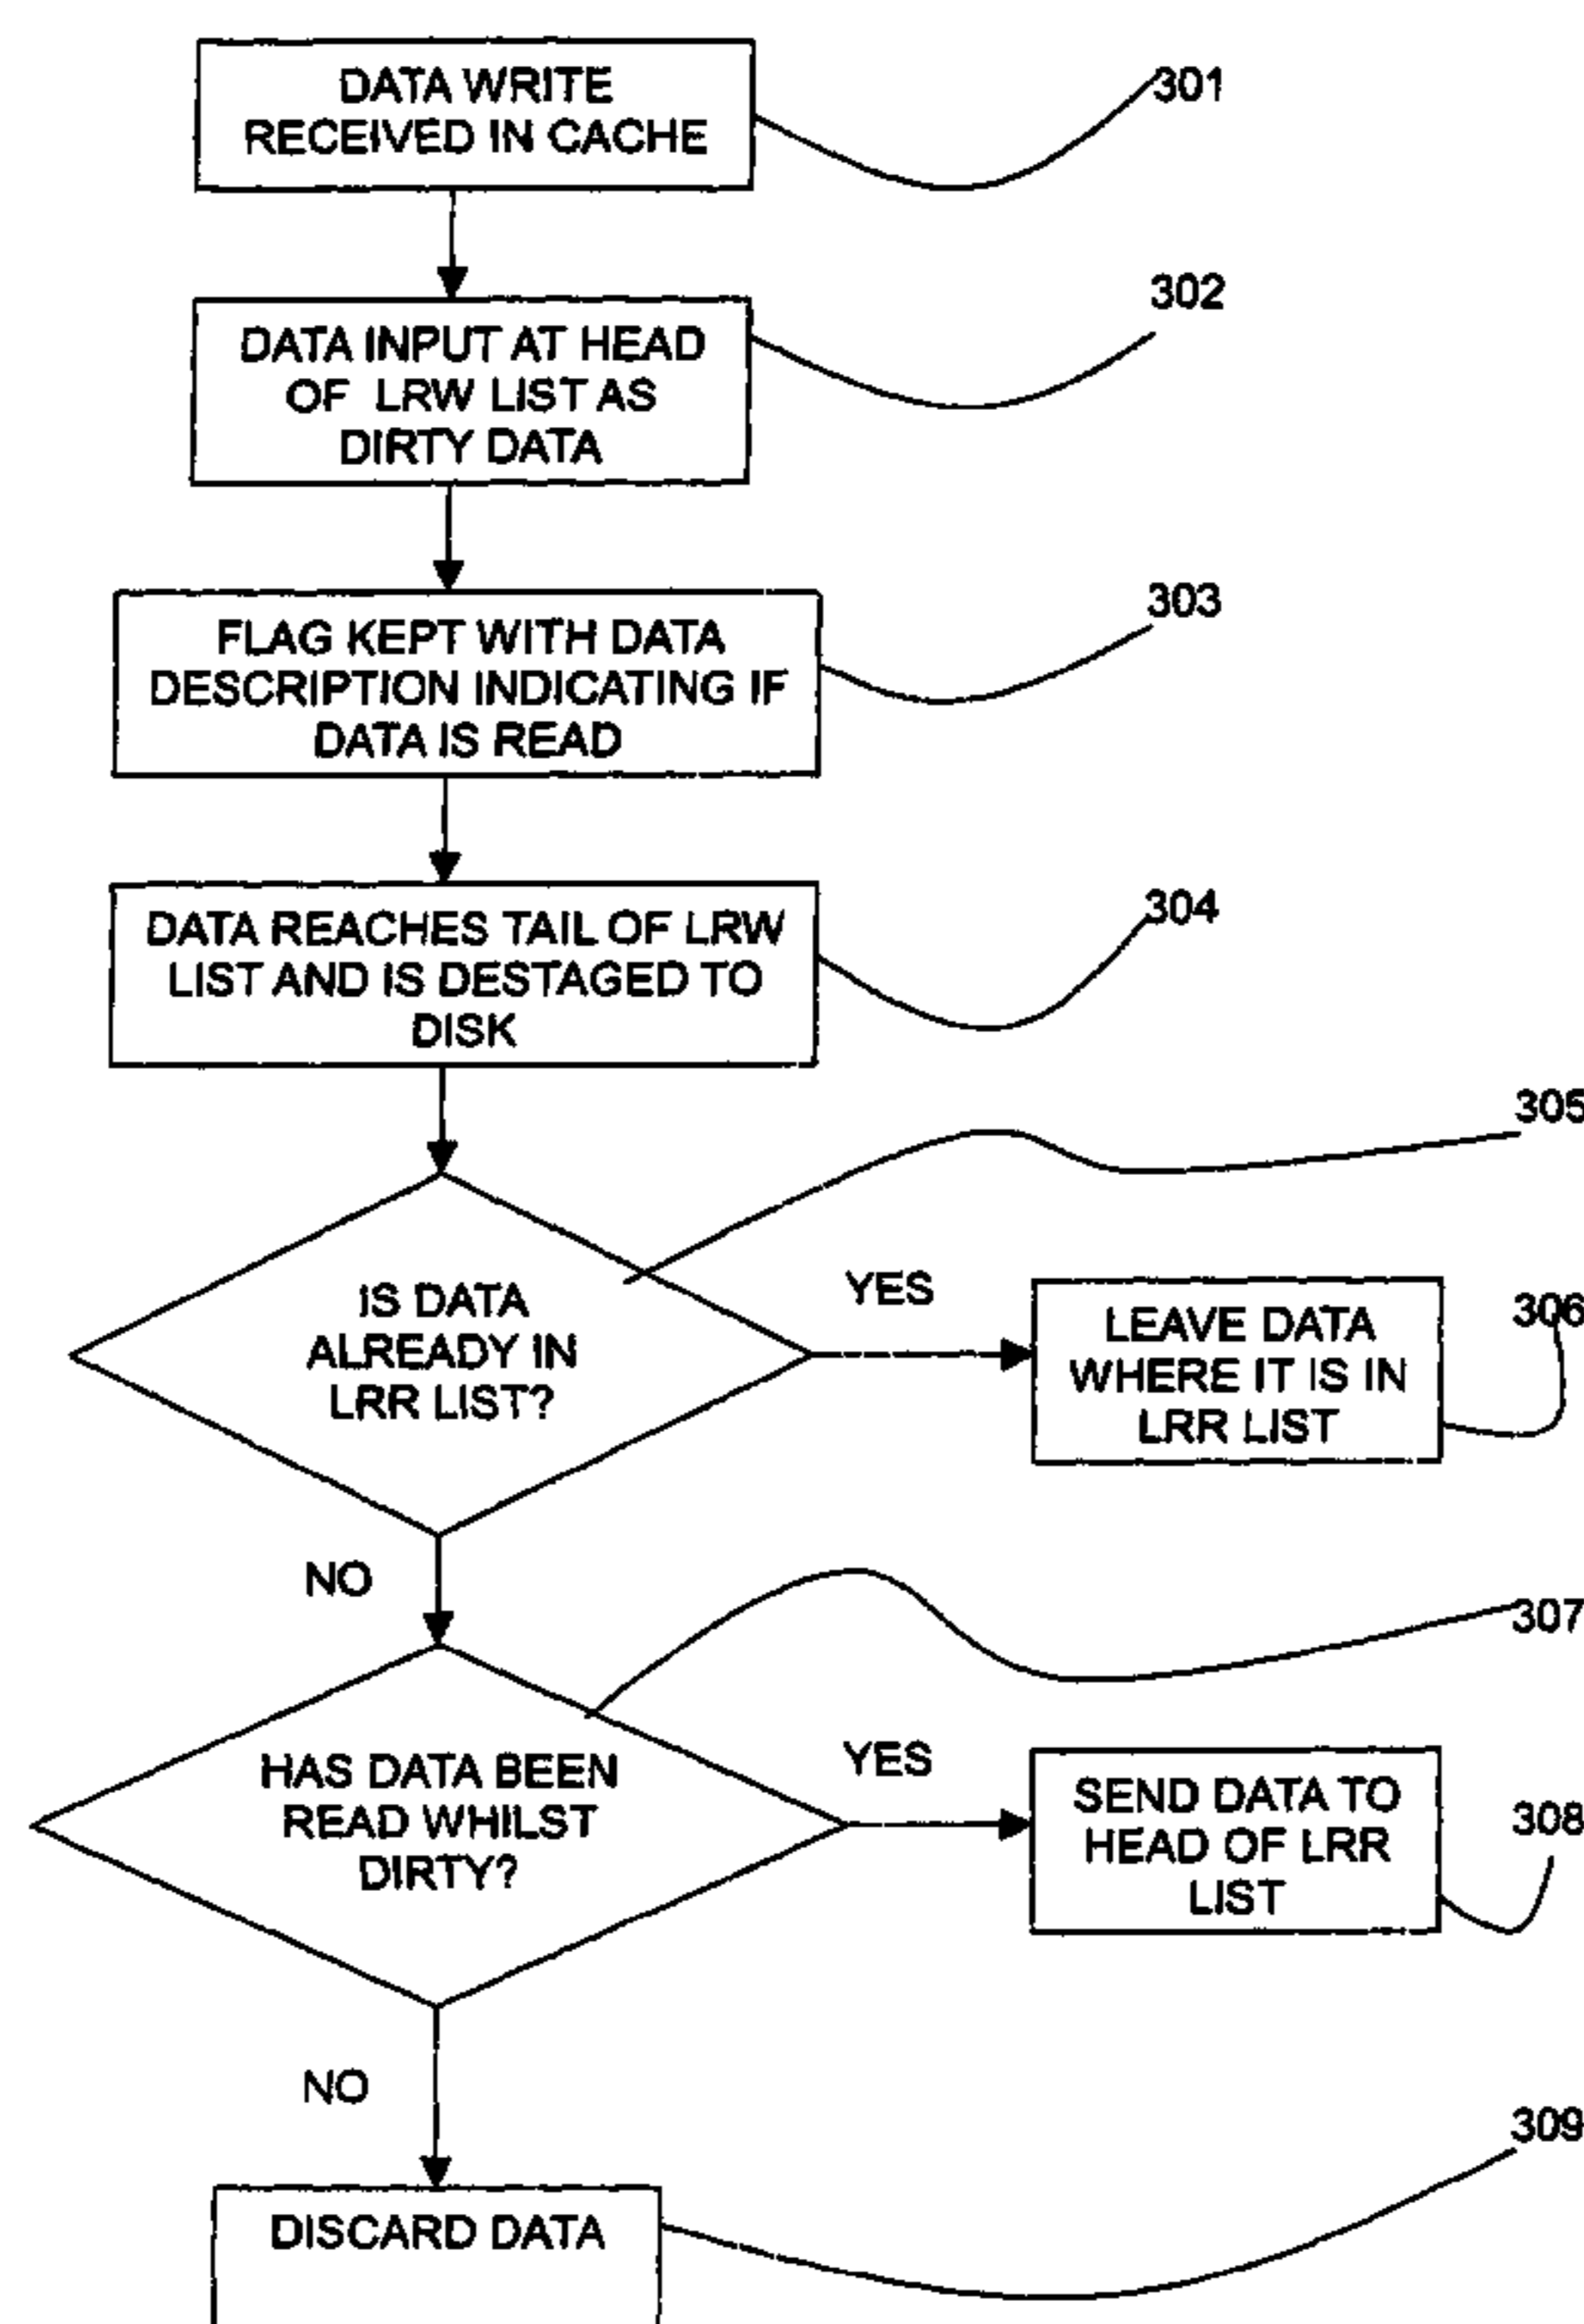 DATA WRITE
RECEIVED IN CACHE
301
DATA INPUT AT HEAD
OF LRW LIST AS
DIRTY DATA
302
FLAG KEPT WITH DATA
DESCRIPTION INDICATING IF
DATA IS READ
303
DATA REACHES TAIL OF LRW
LIST AND IS DESTAGED TO
DISK
304
305
IS DATA
ALREADY IN
LRR LIST?
YES
LEAVE DATA
WHERE IT IS IN
LRR LIST
306
NO
307
HAS DATA BEEN
READ WHILST
DIRTY?
YES
SEND DATA TO
HEAD OF LRR
LIST
308
NO
309
DISCARD DATA